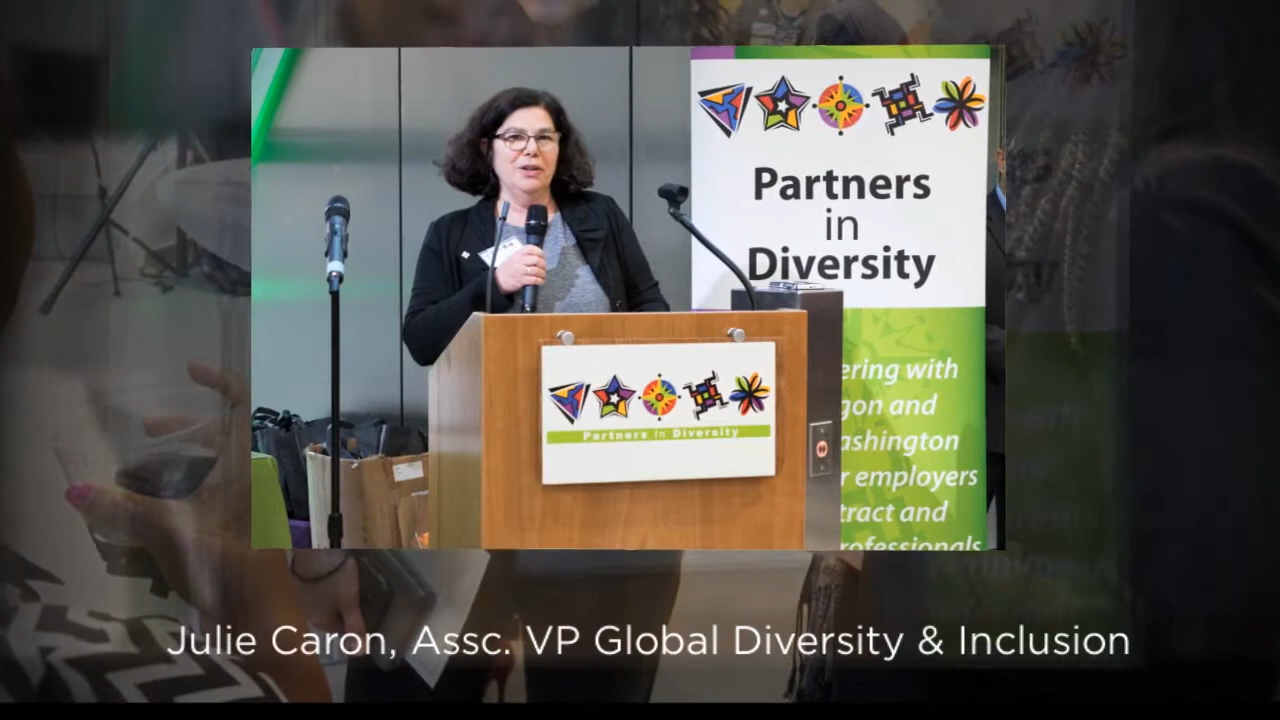 Partners
in
Diversity
ering with
gon and
ashington
r employers
tract and
rofessionals
Partners in Diversity
Julie Caron, Assc. VP Global Diversity & Inclusion